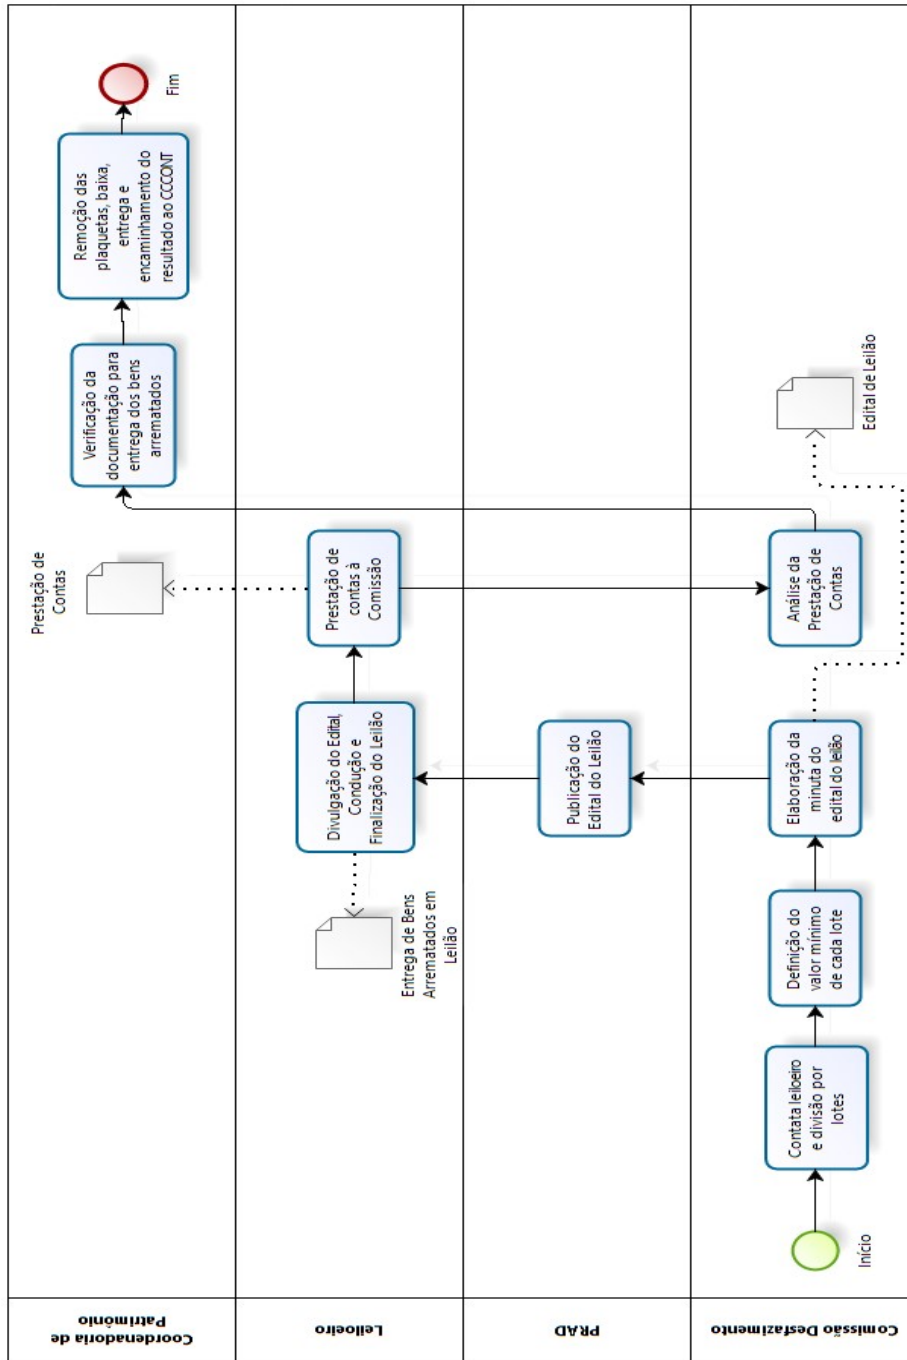 Coordenadoria de
Patrimônio
Leiloeiro
PRAD
Comissão Desfazimento
Início
Contata leiloeiro
e divisão por
lotes
Definição do
valor mínimo
de cada lote
Elaboração da
minuta do
edital do leilão
Edital de Leilão
Publicação do
Edital do Leilão
Divulgação do Edital,
Condução e
Finalização do Leilão
Entrega de Bens
Arrematados em
Leilão
Prestação de
contas à
Comissão
Prestação de
Contas
Análise da
Prestação de
Contas
Verificação da
documentação para
entrega dos bens
arrematados
Remoção das
plaquetas, baixa,
entrega e
encaminhamento do
resultado ao CCCONT
Fim